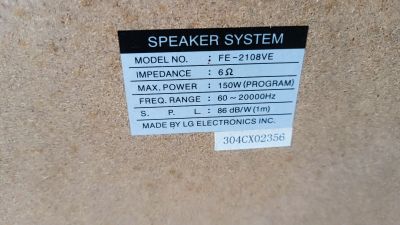 SPEAKER SYSTEM
MODEL NO. : FE-2108VE
IMPEDANCE : 6Ω
MAX. POWER : 150W (PROGRAM)
FREQ. RANGE : 60~20000Hz
S. P. L. : 86 dB/W (1m)
MADE BY LG ELECTRONICS INC.
304CX02356